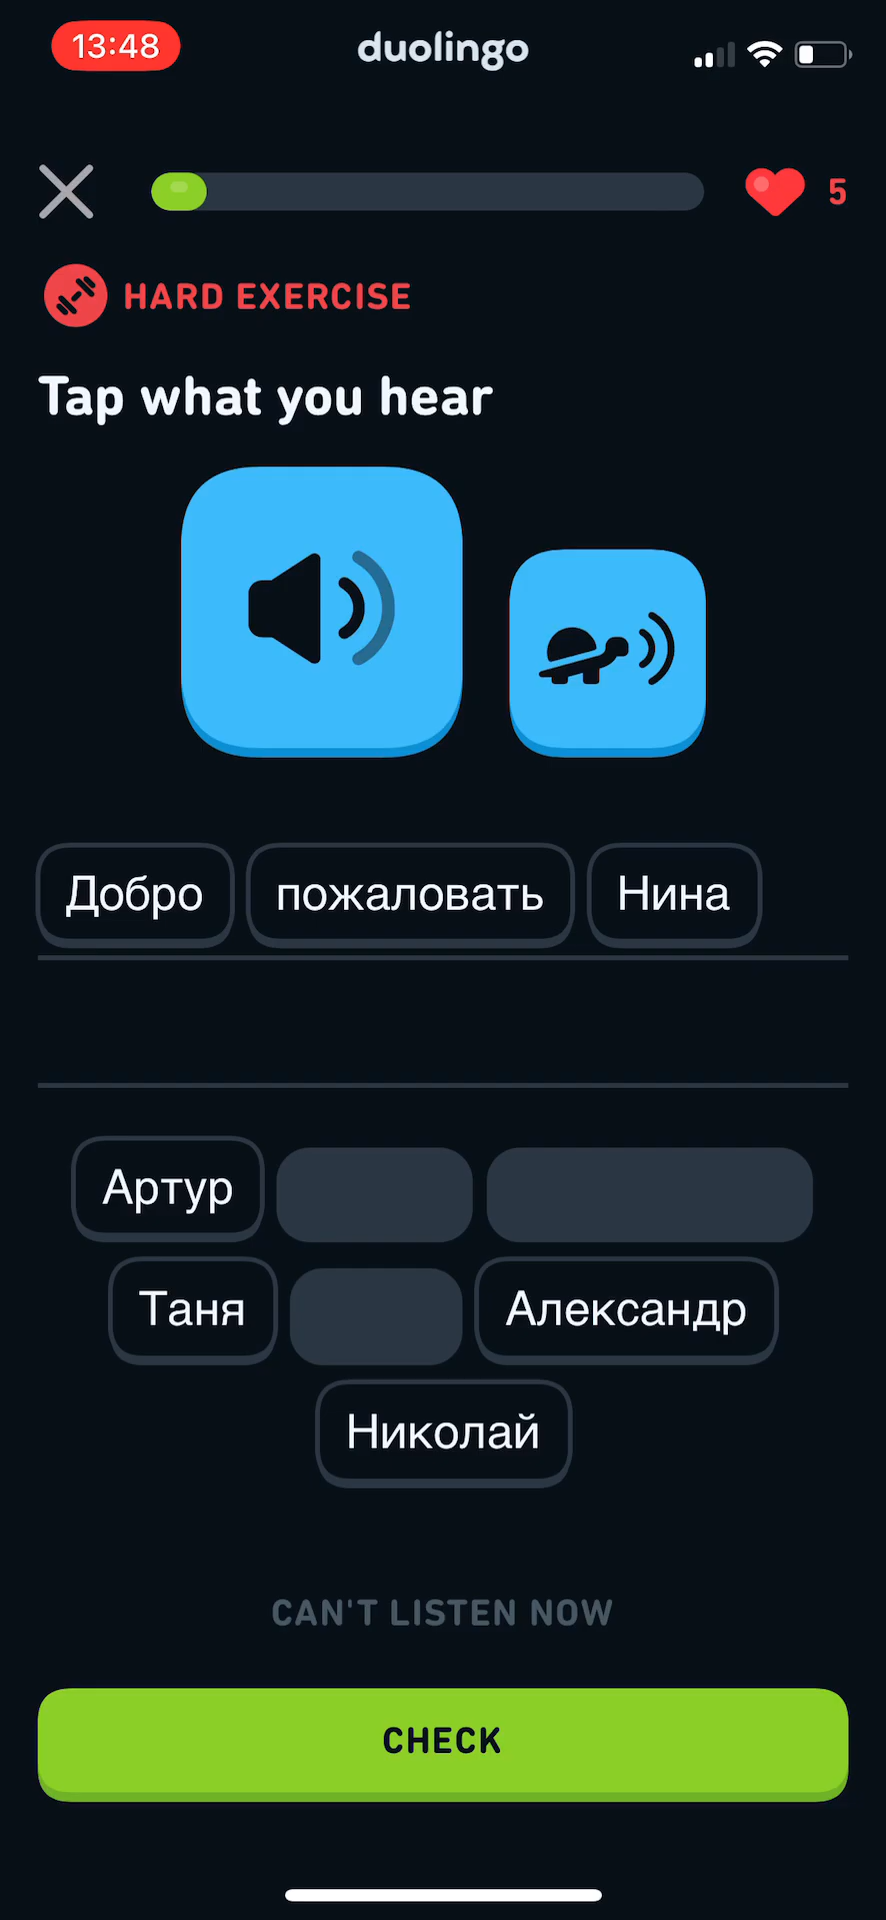 13:48 duolingo
5
HARD EXERCISE
Tap what you hear
Добро пожаловать Нина
Артур
Таня Александр
Николай
CAN'T LISTEN NOW
CHECK